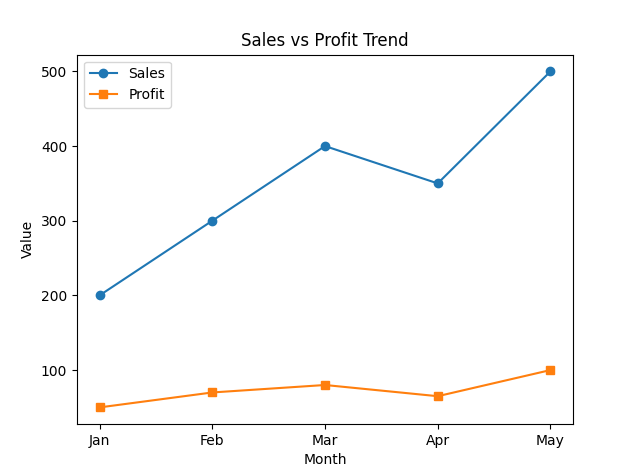 Sales vs Profit Trend
Sales
Profit
500
400
300
200
100
Value
Jan Feb Mar Apr May
Month